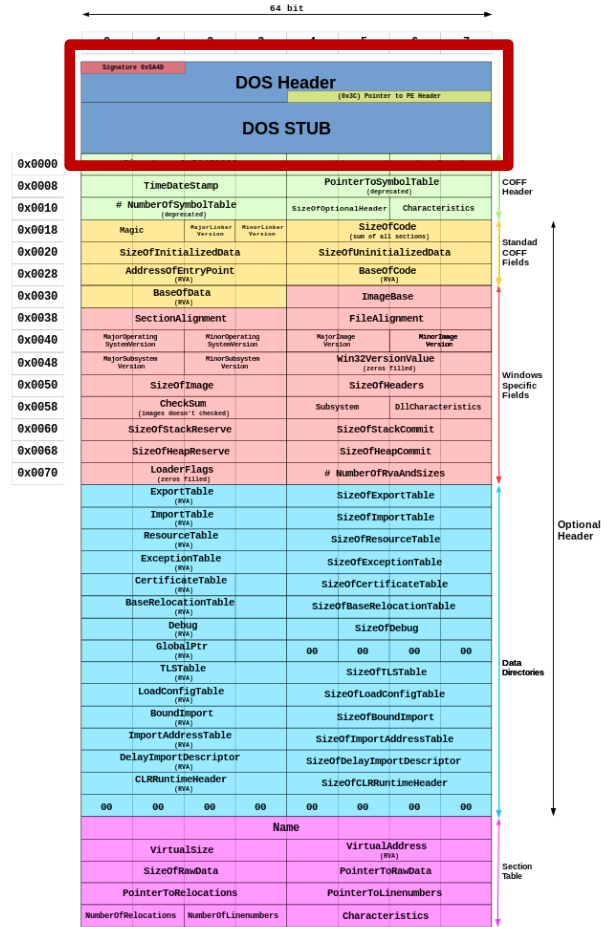 64 bit
Signature 0x5A4D
DOS Header
(0x3C) Pointer to PE Header
DOS STUB
0x0000
0x0008 TimeDateStamp PointerToSymbolTable (deprecated)
COFF Header
0x0010 # NumberOfSymbolTable (deprecated) SizeOfOptionalHeader Characteristics
0x0018 Magic MajorLinker Version MinorLinker Version SizeOfCode (sum of all sections)
Standad COFF Fields
0x0020 SizeOfInitializedData SizeOfUninitializedData
0x0028 AddressOfEntryPoint (RVA) BaseOfCode (RVA)
0x0030 BaseOfData (RVA) ImageBase
0x0038 SectionAlignment FileAlignment
0x0040 MajorOperating SystemVersion MinorOperating SystemVersion MajorImage Version MinorImage Version
0x0048 MajorSubsystem Version MinorSubsystem Version Win32VersionValue (zeros filled)
Windows Specific Fields
0x0050 SizeOfImage SizeOfHeaders
0x0058 CheckSum (images doesn't checked) Subsystem DllCharacteristics
0x0060 SizeOfStackReserve SizeOfStackCommit
0x0068 SizeOfHeapReserve SizeOfHeapCommit
0x0070 LoaderFlags (zeros filled) # NumberOfRvaAndSizes
ExportTable (RVA) SizeOfExportTable
ImportTable (RVA) SizeOfImportTable
Optional Header
ResourceTable (RVA) SizeOfResourceTable
ExceptionTable (RVA) SizeOfExceptionTable
CertificateTable (RVA) SizeOfCertificateTable
BaseRelocationTable (RVA) SizeOfBaseRelocationTable
Debug (RVA) SizeOfDebug
GlobalPtr (RVA) 00 00 00 00
Data Directories
TLSTable (RVA) SizeOfTLSTable
LoadConfigTable (RVA) SizeOfLoadConfigTable
BoundImport (RVA) SizeOfBoundImport
ImportAddressTable (RVA) SizeOfImportAddressTable
DelayImportDescriptor (RVA) SizeOfDelayImportDescriptor
CLRRuntimeHeader (RVA) SizeOfCLRRuntimeHeader
00 00 00 00 00 00 00 00
Name
VirtualSize VirtualAddress (RVA)
SizeOfRawData PointerToRawData
Section Table
PointerToRelocations PointerToLinenumbers
NumberOfRelocations NumberOfLinenumbers Characteristics